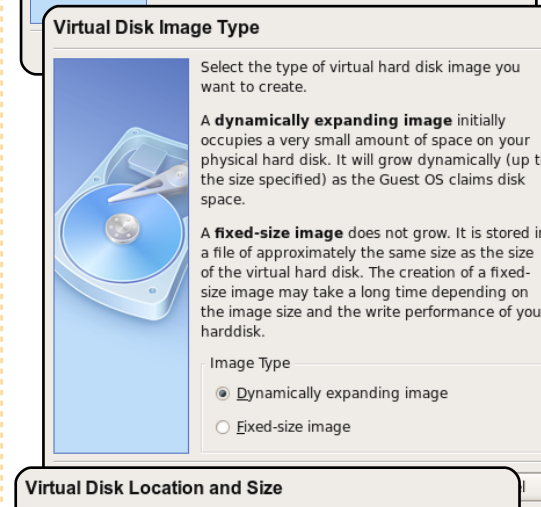 Virtual Disk Image Type
Select the type of virtual hard disk image you
want to create.
A dynamically expanding image initially
occupies a very small amount of space on your
physical hard disk. It will grow dynamically (up t
the size specified) as the Guest OS claims disk
space.
A fixed-size image does not grow. It is stored i
a file of approximately the same size as the size
of the virtual hard disk. The creation of a fixed-
size image may take a long time depending on
the image size and the write performance of you
harddisk.
Image Type
Dynamically expanding image
Fixed-size image
Virtual Disk Location and Size